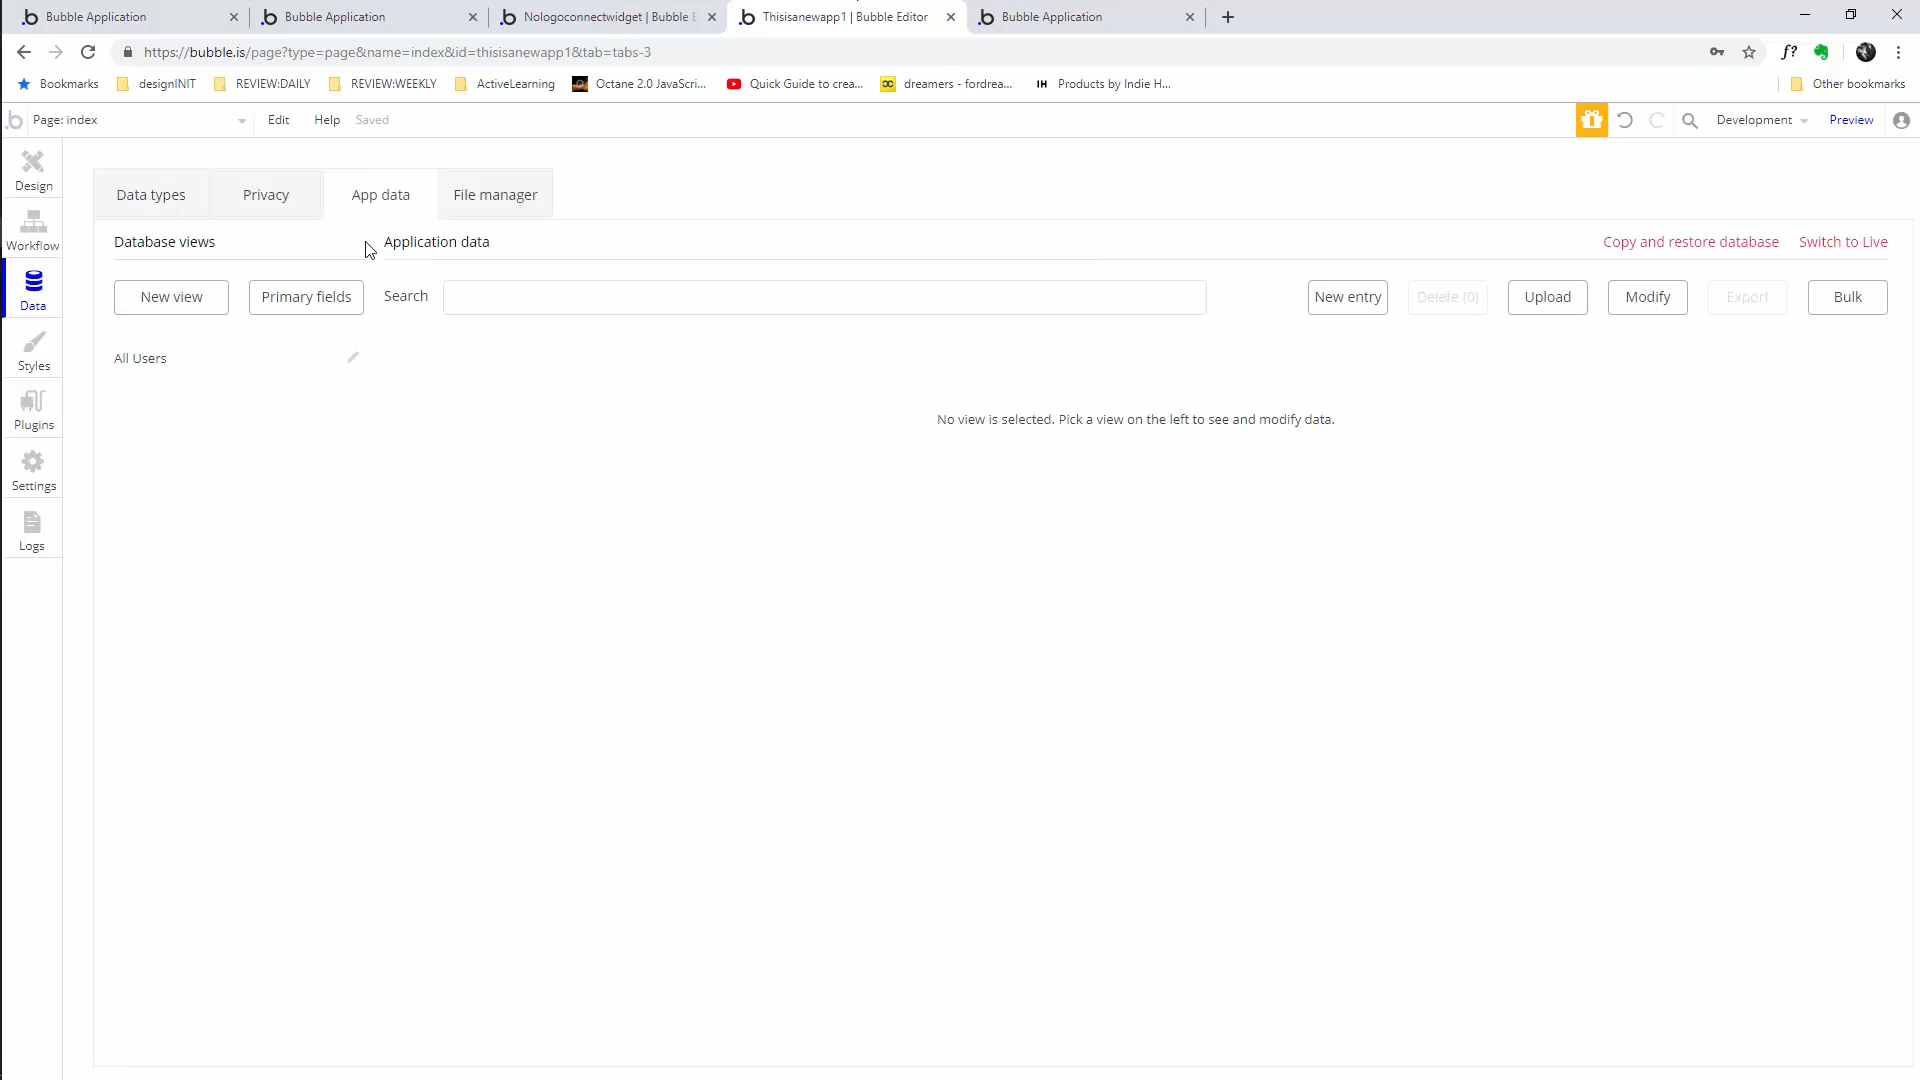 Bubble Application
Bubble Application
Nologoconnectwidget | Bubble E
Thisisanewapp1 | Bubble Editor
Bubble Application
https://bubble.is/page?type=page&name=index&id=thisisanewapp1&tab=tabs-3
f?
Bookmarks
designINIT
REVIEW:DAILY
REVIEW:WEEKLY
ActiveLearning
Octane 2.0 JavaScri...
Quick Guide to crea...
dreamers - fordrea...
IH
Products by Indie H...
Other bookmarks
Page: index
Edit
Help
Saved
Development
Preview
Design
Workflow
Data
Styles
Plugins
Settings
Logs
Data types
Privacy
App data
File manager
Database views
Application data
Copy and restore database
Switch to Live
New view
Primary fields
Search
New entry
Delete (0)
Upload
Modify
Export
Bulk
All Users
No view is selected. Pick a view on the left to see and modify data.